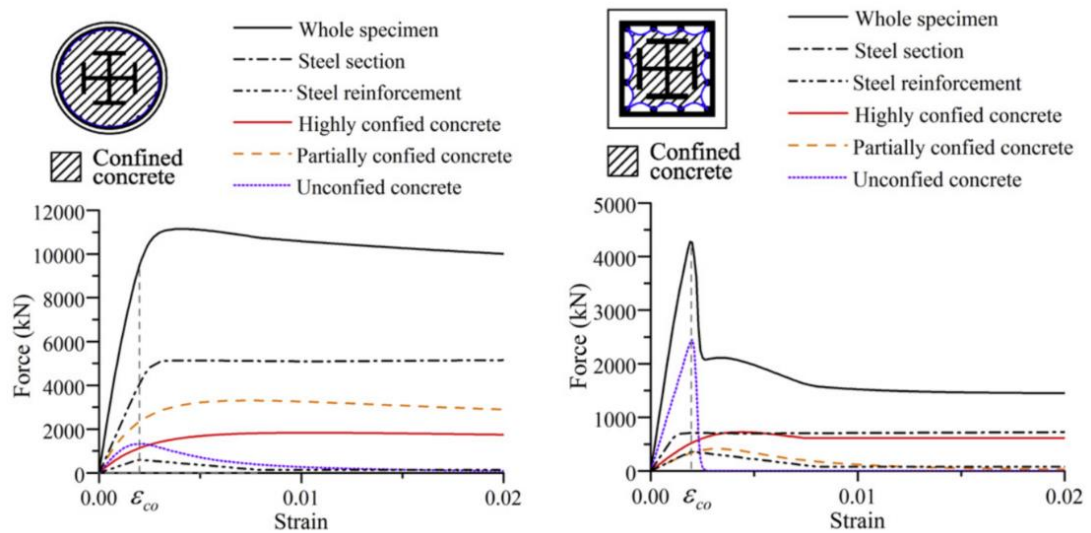 Whole specimen
Steel section
Steel reinforcement
Highly confied concrete
Partially confied concrete
Unconfied concrete
Confined
concrete
12000
10000
8000
6000
4000
2000
0
Force (kN)
0.00
εco
0.01
0.02
Strain
Whole specimen
Steel section
Steel reinforcement
Highly confied concrete
Partially confied concrete
Unconfied concrete
Confined
concrete
5000
4000
3000
2000
1000
0
Force (kN)
0.00
εco
0.01
0.02
Strain